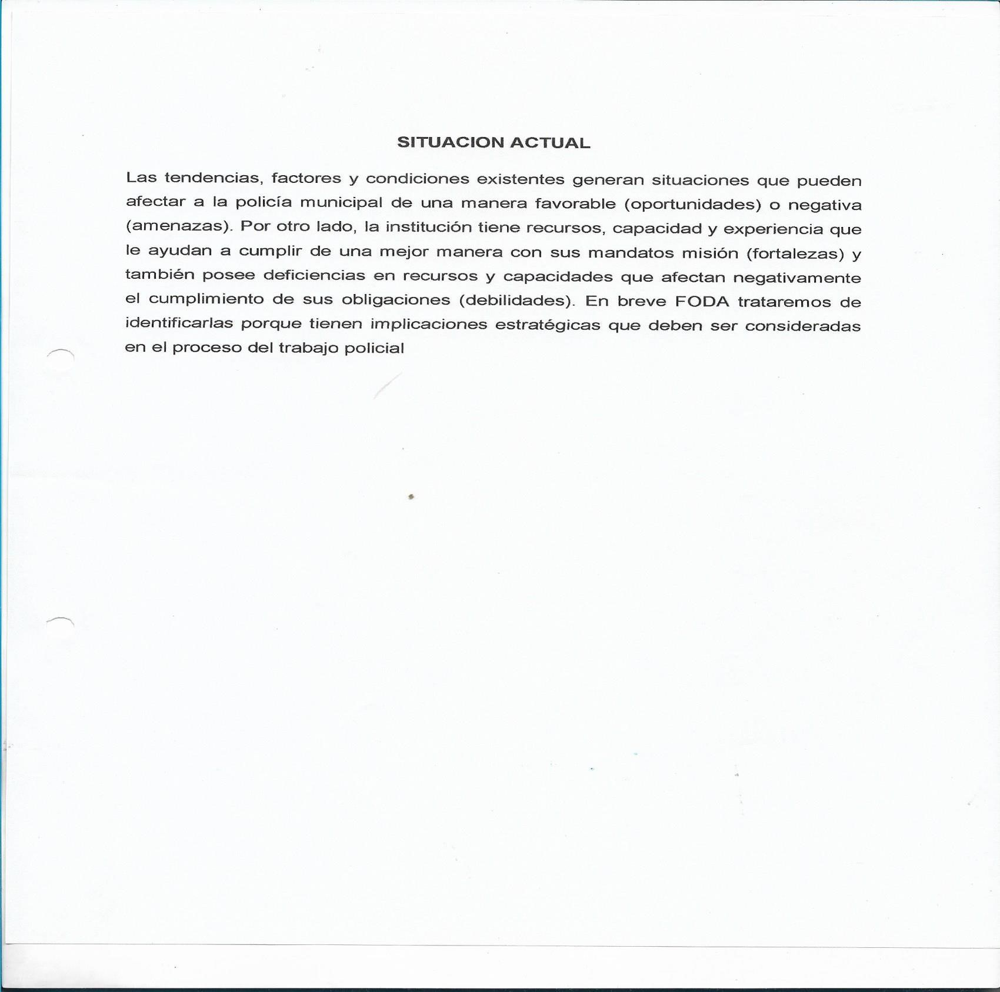 SITUACION ACTUAL
Las tendencias, factores y condiciones existentes generan situaciones que pueden
afectar a la policía municipal de una manera favorable (oportunidades) o negativa
(amenazas). Por otro lado, la institución tiene recursos, capacidad y experiencia que
le ayudan a cumplir de una mejor manera con sus mandatos misión (fortalezas) y
también posee deficiencias en recursos y capacidades que afectan negativamente
el cumplimiento de sus obligaciones (debilidades). En breve FODA trataremos de
identificarlas porque tienen implicaciones estratégicas que deben ser consideradas
en el proceso del trabajo policial